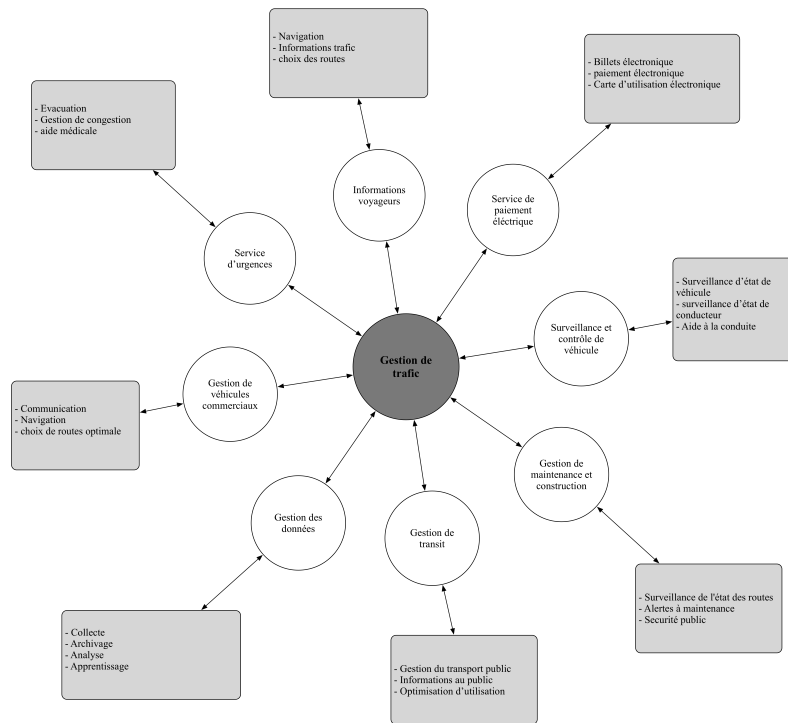 - Navigation
- Informations trafic
- choix des routes
- Billets électronique
- paiement électronique
- Carte d'utilisation électronique
- Evacuation
- Gestion de congestion
- aide médicale
Informations
voyageurs
Service de
paiement
éléctrique
Service
d'urgences
- Surveillance d'état de
véhicule
- surveillance d'état de
conducteur
- Aide à la conduite
Surveillance et
contrôle de
véhicule
Gestion de
trafic
Gestion de
véhicules
commerciaux
- Communication
- Navigation
- choix de routes optimale
Gestion de
maintenance et
construction
Gestion des
données
Gestion de
transit
- Surveillance de l'état des routes
- Alertes à maintenance
- Securité public
- Collecte
- Archivage
- Analyse
- Apprentissage
- Gestion du transport public
- Informations au public
- Optimisation d'utilisation